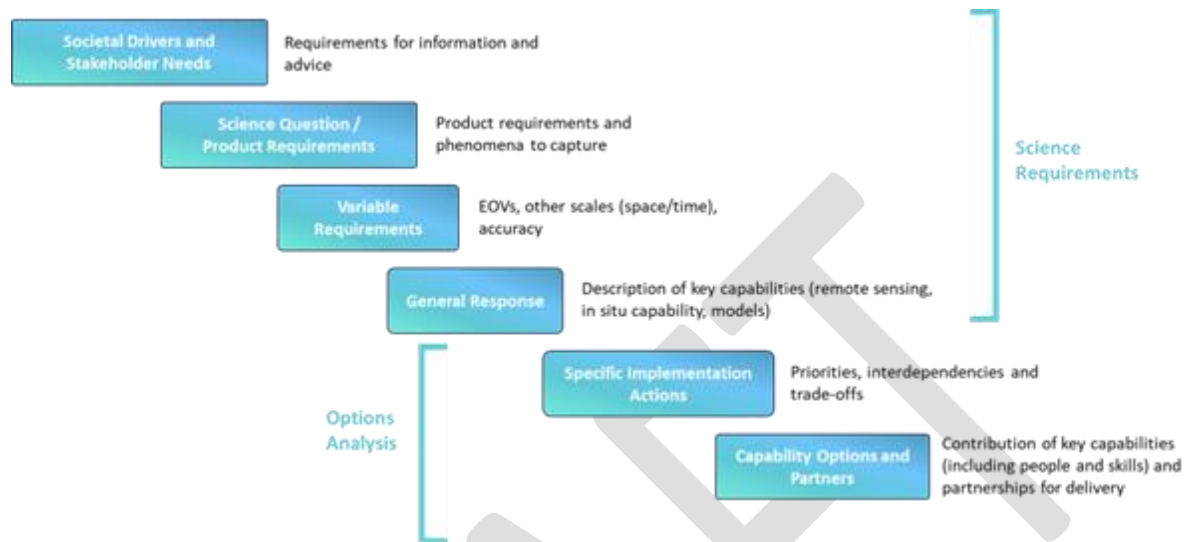 Societal Drivers and
Stakeholder Needs
Requirements for information and
advice
Science Question /
Product Requirements
Product requirements and
phenomena to capture
Science
Requirements
Variable
Requirements
EOVs, other scales (space/time),
accuracy
General Response
Description of key capabilities (remote sensing,
in situ capability, models)
Options
Analysis
Specific Implementation
Actions
Priorities, interdependencies and
trade-offs
Capability Options and
Partners
Contribution of key capabilities
(including people and skills) and
partnerships for delivery